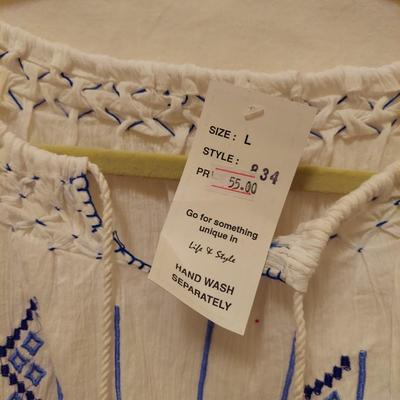 SIZE : L
STYLE : 834
PR 55.00
Go for something
unique in
Life & Style
HAND WASH
SEPARATELY